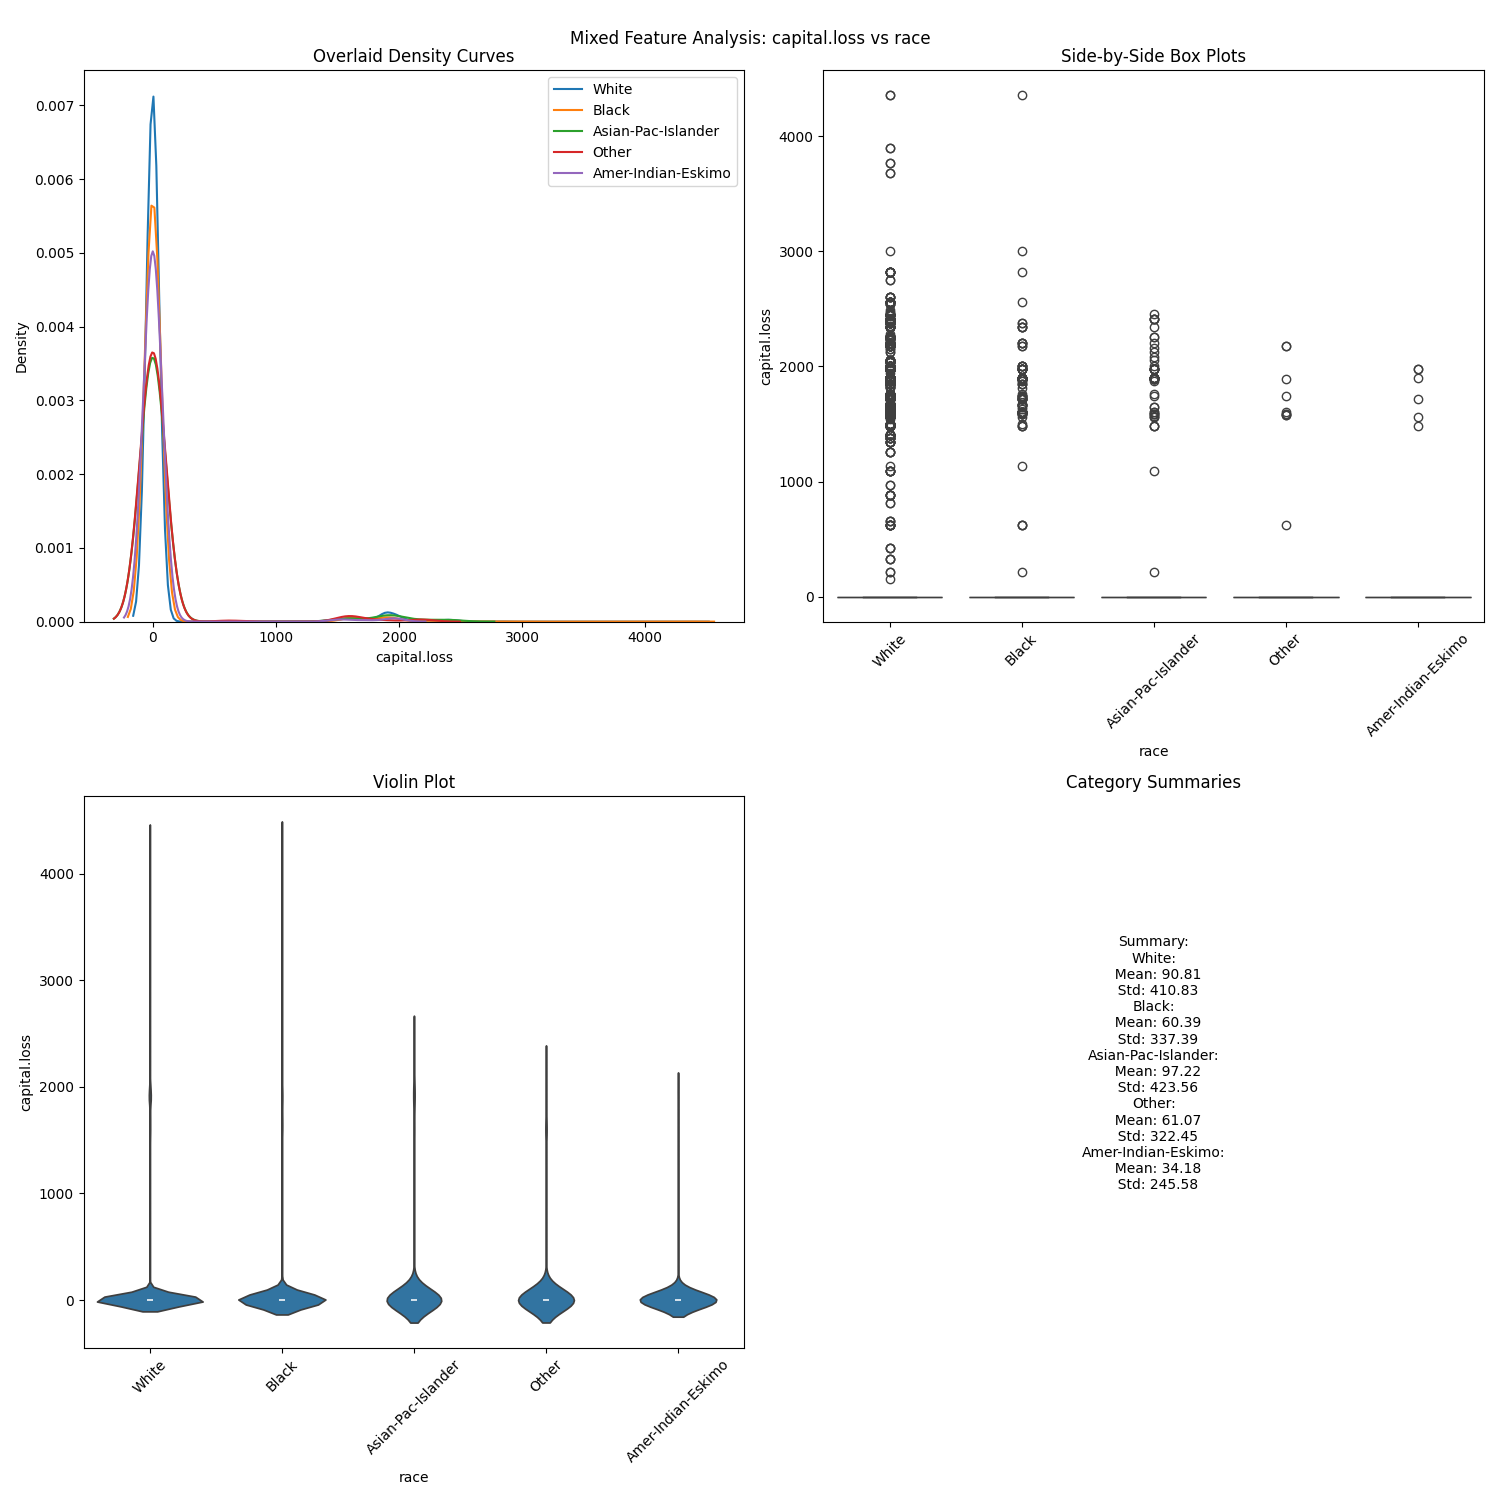 Mixed Feature Analysis: capital.loss vs race
Overlaid Density Curves
Density
0.007
0.006
0.005
0.004
0.003
0.002
0.001
0.000
White
Black
Asian-Pac-Islander
Other
Amer-Indian-Eskimo
0 1000 2000 3000 4000
capital.loss
Side-by-Side Box Plots
capital.loss
4000
3000
2000
1000
0
White
Black
Asian-Pac-Islander
Other
Amer-Indian-Eskimo
race
Violin Plot
capital.loss
4000
3000
2000
1000
0
White
Black
Asian-Pac-Islander
Other
Amer-Indian-Eskimo
race
Category Summaries
Summary:
White:
Mean: 90.81
Std: 410.83
Black:
Mean: 60.39
Std: 337.39
Asian-Pac-Islander:
Mean: 97.22
Std: 423.56
Other:
Mean: 61.07
Std: 322.45
Amer-Indian-Eskimo:
Mean: 34.18
Std: 245.58